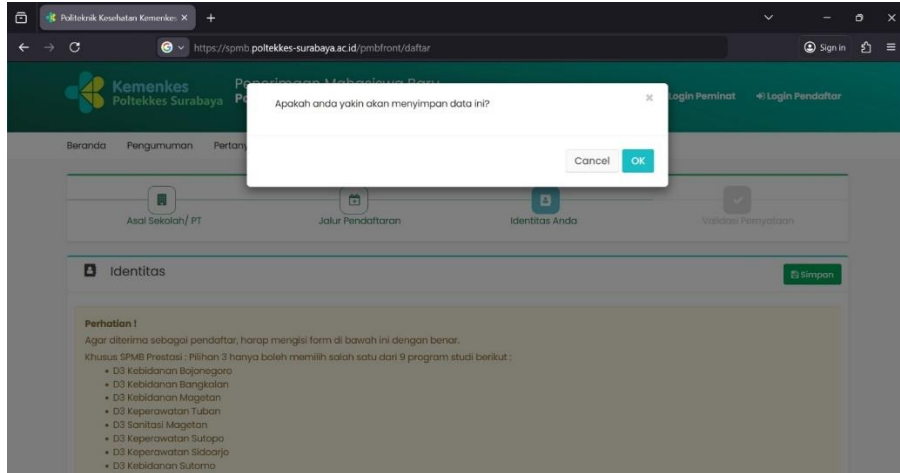 Politeknik Kesehatan Kemenkes
https://spmb.poltekkes-surabaya.ac.id/pmbfront/daftar
Sign in
Kemenkes
Poltekkes Surabaya
Penerimaan Mahasiswa Baru
Login Peminat
Login Pendaftar
Apakah anda yakin akan menyimpan data ini?
Cancel
OK
Beranda
Pengumuman
Asal Sekolah/ PT
Jalur Pendaftaran
Identitas Anda
Validasi Pernyataan
Identitas
Simpan
Perhatian !
Agar diterima sebagai pendaftar, harap mengisi form di bawah ini dengan benar.
Khusus SPMB Prestasi : Pilihan 3 hanya boleh memilih salah satu dari 9 program studi berikut :
• D3 Kebidanan Bojonegoro
• D3 Kebidanan Bangkalan
• D3 Kebidanan Magetan
• D3 Keperawatan Tuban
• D3 Sanitasi Magetan
• D3 Keperawatan Sutopo
• D3 Keperawatan Sidoarjo
• D3 Kebidanan Sutomo